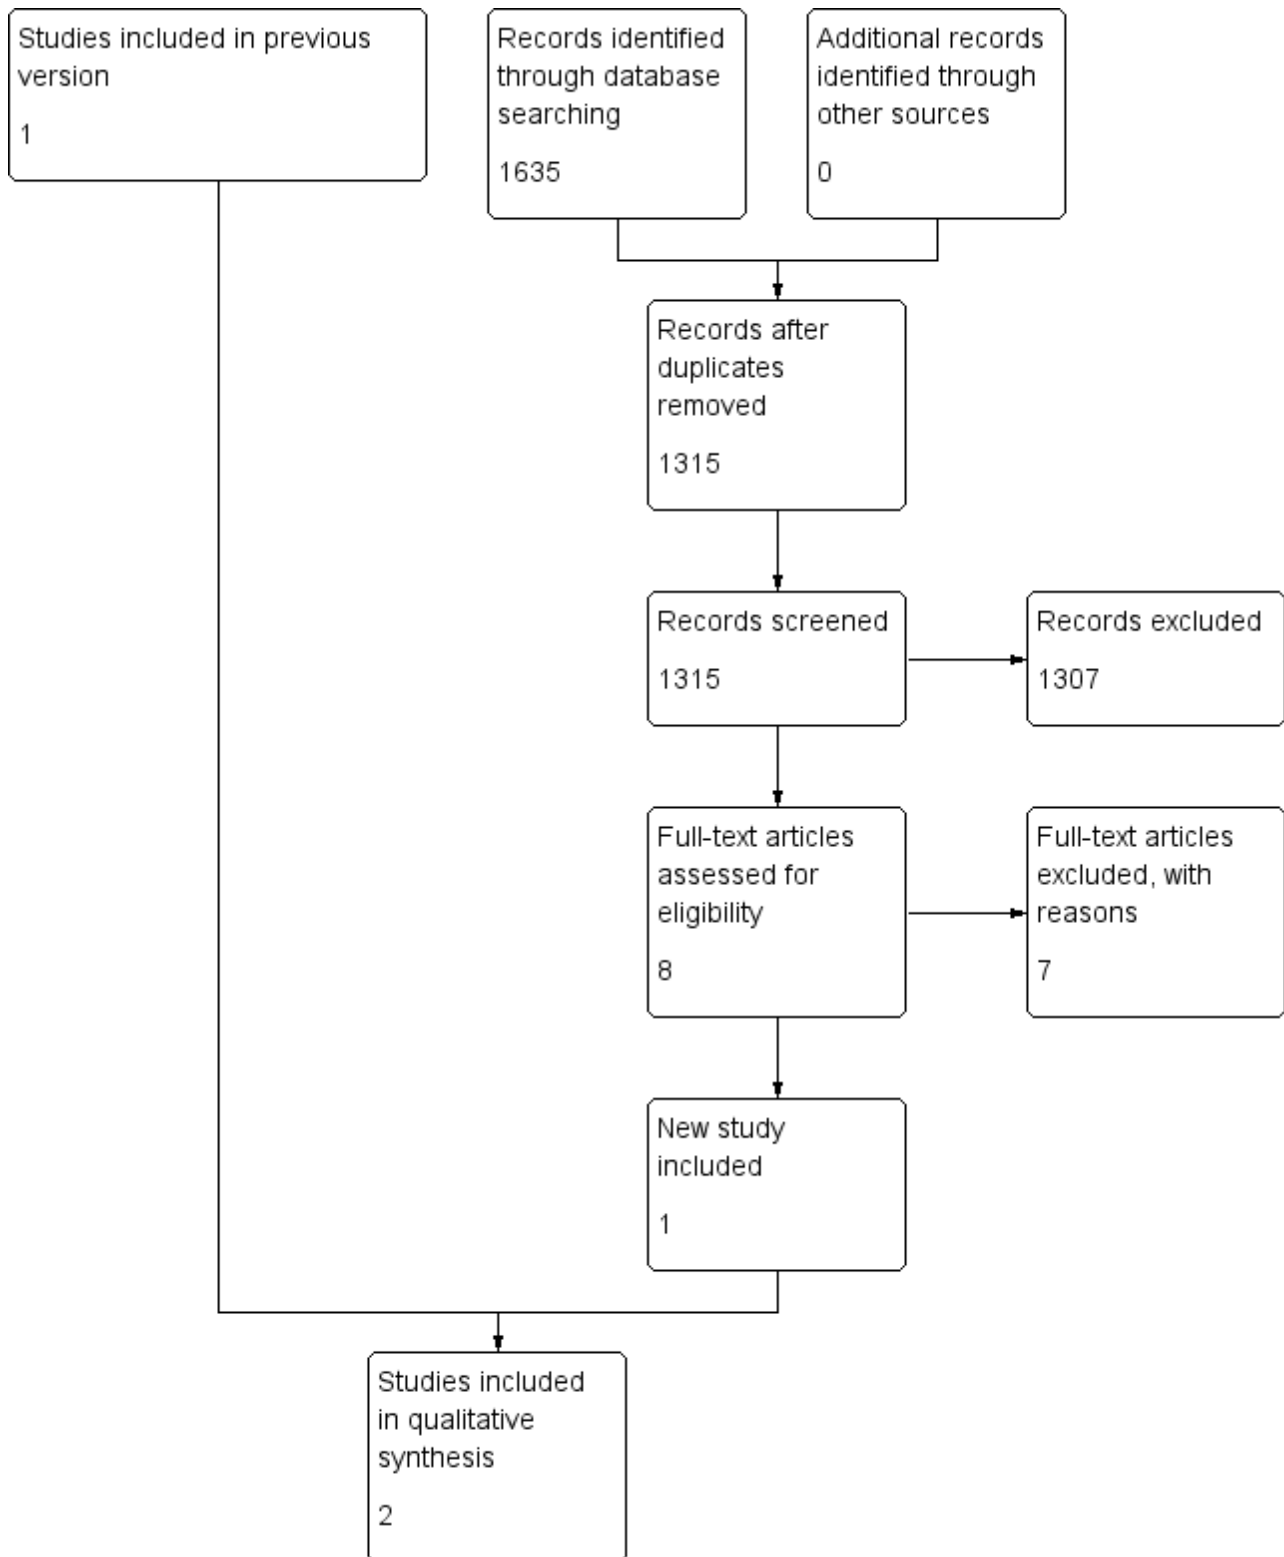 Studies included in previous
version
1
Records identified
through database
searching
1635
Additional records
identified through
other sources
0
Records after
duplicates
removed
1315
Records screened
1315
Records excluded
1307
Full-text articles
assessed for
eligibility
8
Full-text articles
excluded, with
reasons
7
New study
included
1
Studies included
in qualitative
synthesis
2